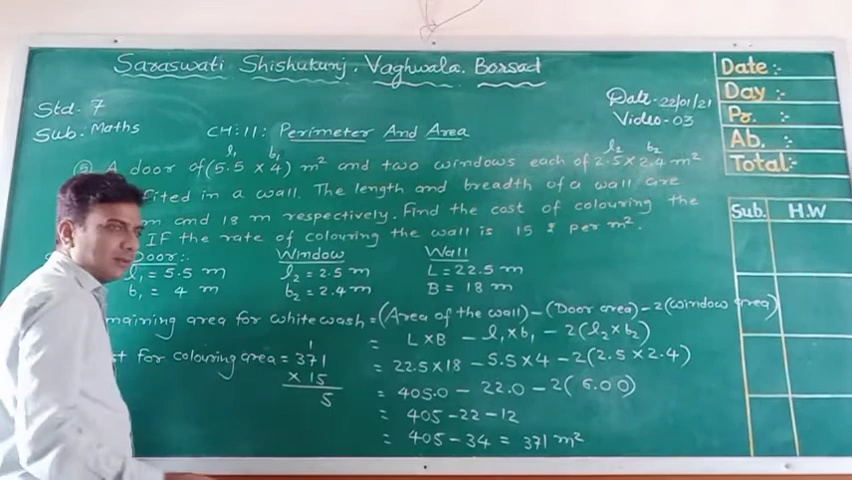 Saraswati Shishukunj. Vaghwala. Borsad
Date :-
Day :-
Pr. :-
Ab. :-
Total:-
Sub. H.W
Date-22/01/21
Video-03
Std. 7
Sub. Maths
CH:11: Perimeter And Area
l₁ b₁ l₂ b₂
⑤ A door of (5.5 × 4) m² and two windows each of 2.5 × 2.4 m²
fited in a wall. The length and breadth of a wall are
m and 18 m respectively. Find the cost of colouring the
IF the rate of colouring the wall is 15 ₹ per m².
Door:. Window Wall
l₁ = 5.5 m l₂ = 2.5 m L = 22.5 m
b₁ = 4 m b₂ = 2.4 m B = 18 m
maining area for whitewash = (Area of the wall) - (Door area) - 2(window area)
= L×B - l₁×b₁ - 2(l₂×b₂)
= 22.5×18 - 5.5×4 - 2(2.5×2.4)
= 405.0 - 22.0 - 2(6.00)
= 405 - 22 - 12
= 405 - 34 = 371 m²
st for colouring area = 371
1
× 15
5